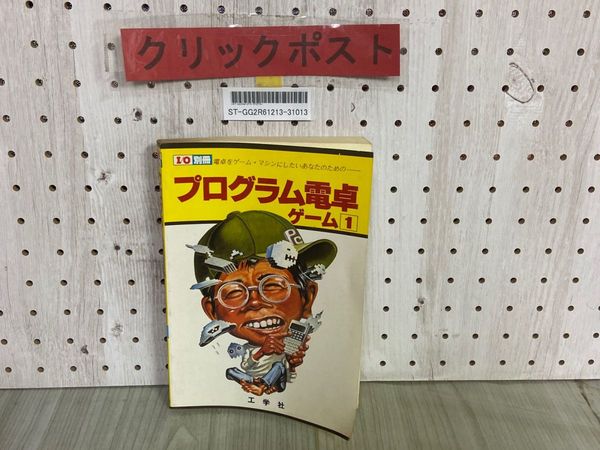 クリックポスト
ST-GG2R61213-31013
I/O 別冊 電卓をゲーム・マシンにしたいあなたのための──
プログラム電卓
ゲーム 1
PC
工学社